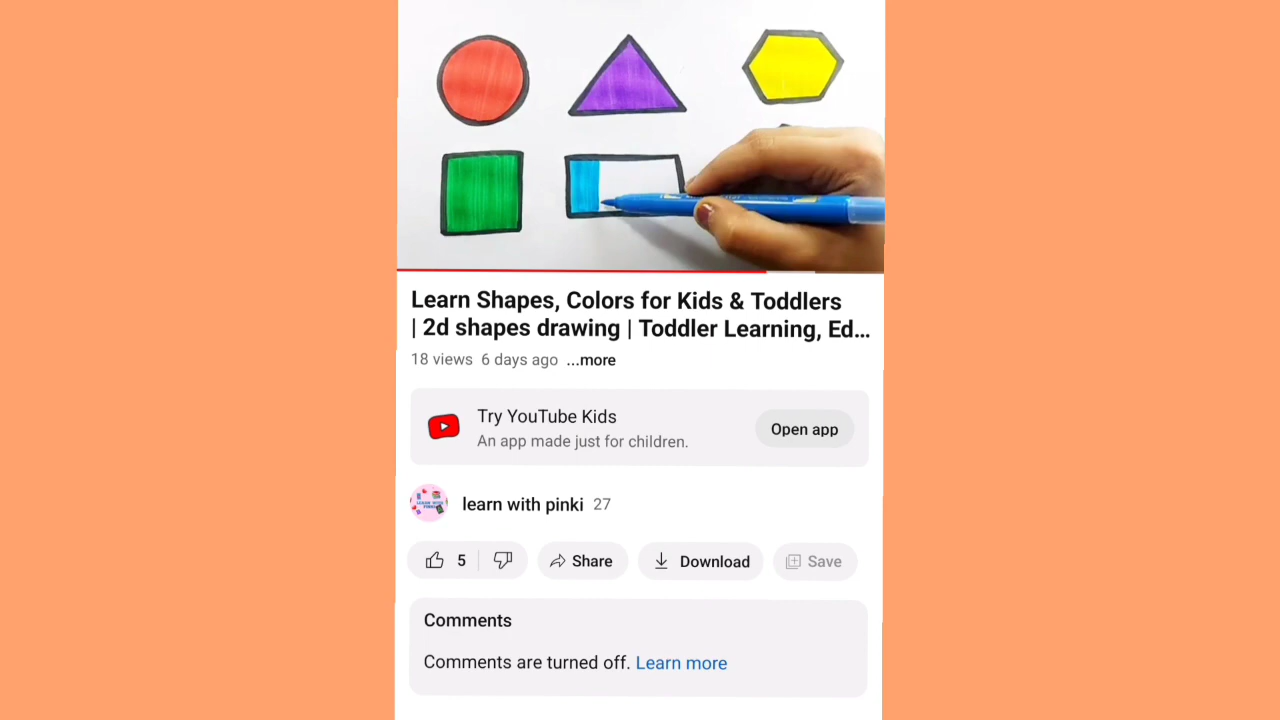 Learn Shapes, Colors for Kids & Toddlers
| 2d shapes drawing | Toddler Learning, Ed...
18 views 6 days ago ...more
Try YouTube Kids
An app made just for children.
Open app
learn with pinki 27
5 Share Download Save
Comments
Comments are turned off. Learn more